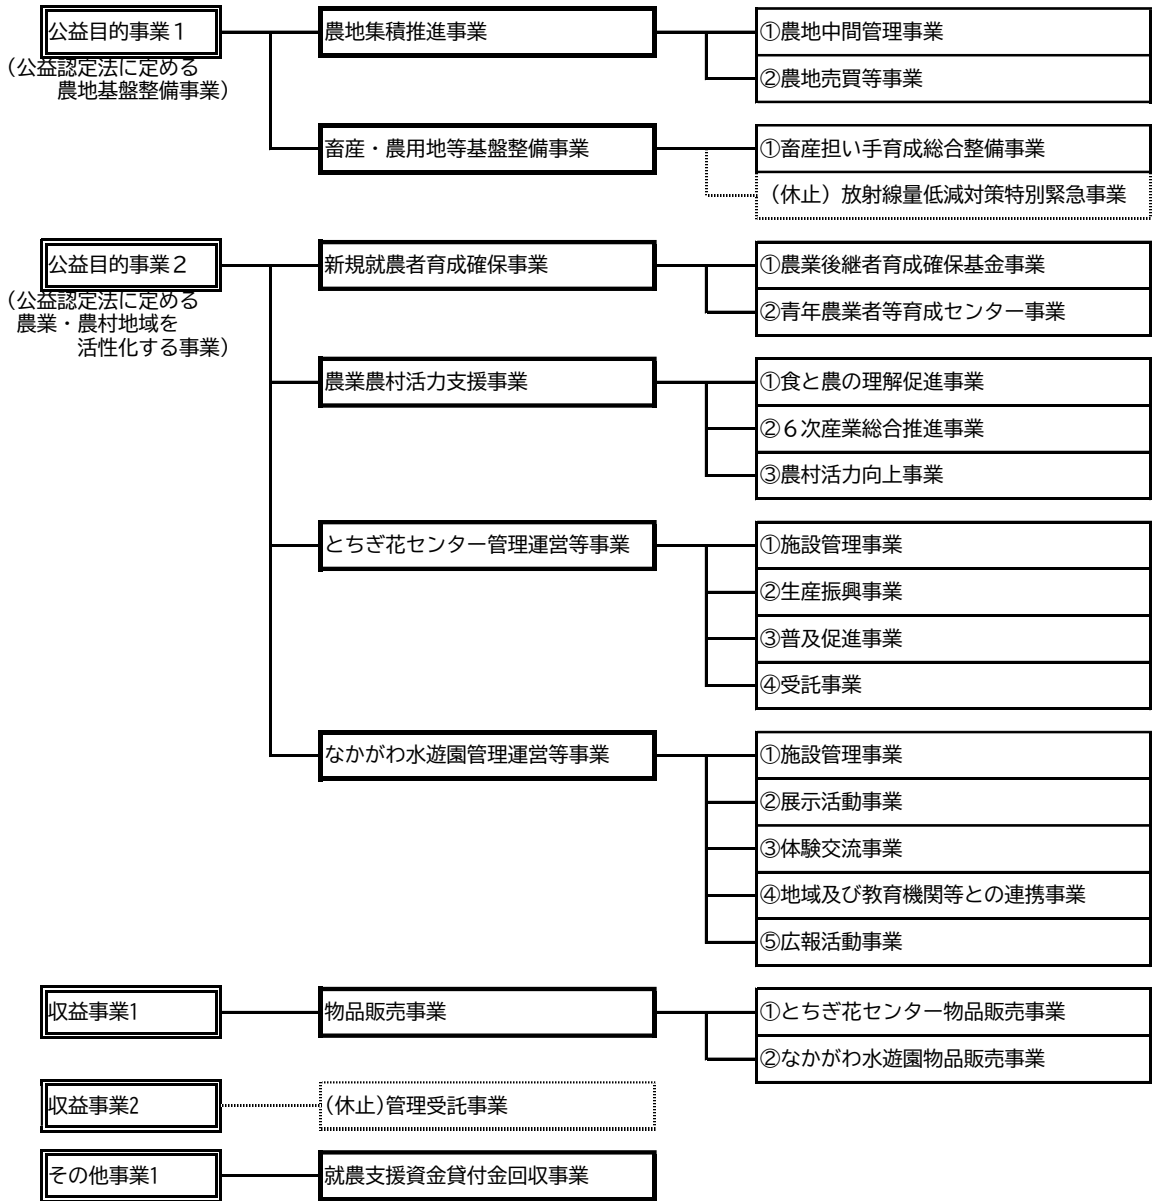 公益目的事業１
（公益認定法に定める
農地基盤整備事業）
農地集積推進事業
①農地中間管理事業
②農地売買等事業
畜産・農用地等基盤整備事業
①畜産担い手育成総合整備事業
（休止）放射線量低減対策特別緊急事業
公益目的事業２
（公益認定法に定める
農業・農村地域を
活性化する事業）
新規就農者育成確保事業
①農業後継者育成確保基金事業
②青年農業者等育成センター事業
農業農村活力支援事業
①食と農の理解促進事業
②６次産業総合推進事業
③農村活力向上事業
とちぎ花センター管理運営等事業
①施設管理事業
②生産振興事業
③普及促進事業
④受託事業
なかがわ水遊園管理運営等事業
①施設管理事業
②展示活動事業
③体験交流事業
④地域及び教育機関等との連携事業
⑤広報活動事業
収益事業1
物品販売事業
①とちぎ花センター物品販売事業
②なかがわ水遊園物品販売事業
収益事業2
(休止)管理受託事業
その他事業1
就農支援資金貸付金回収事業